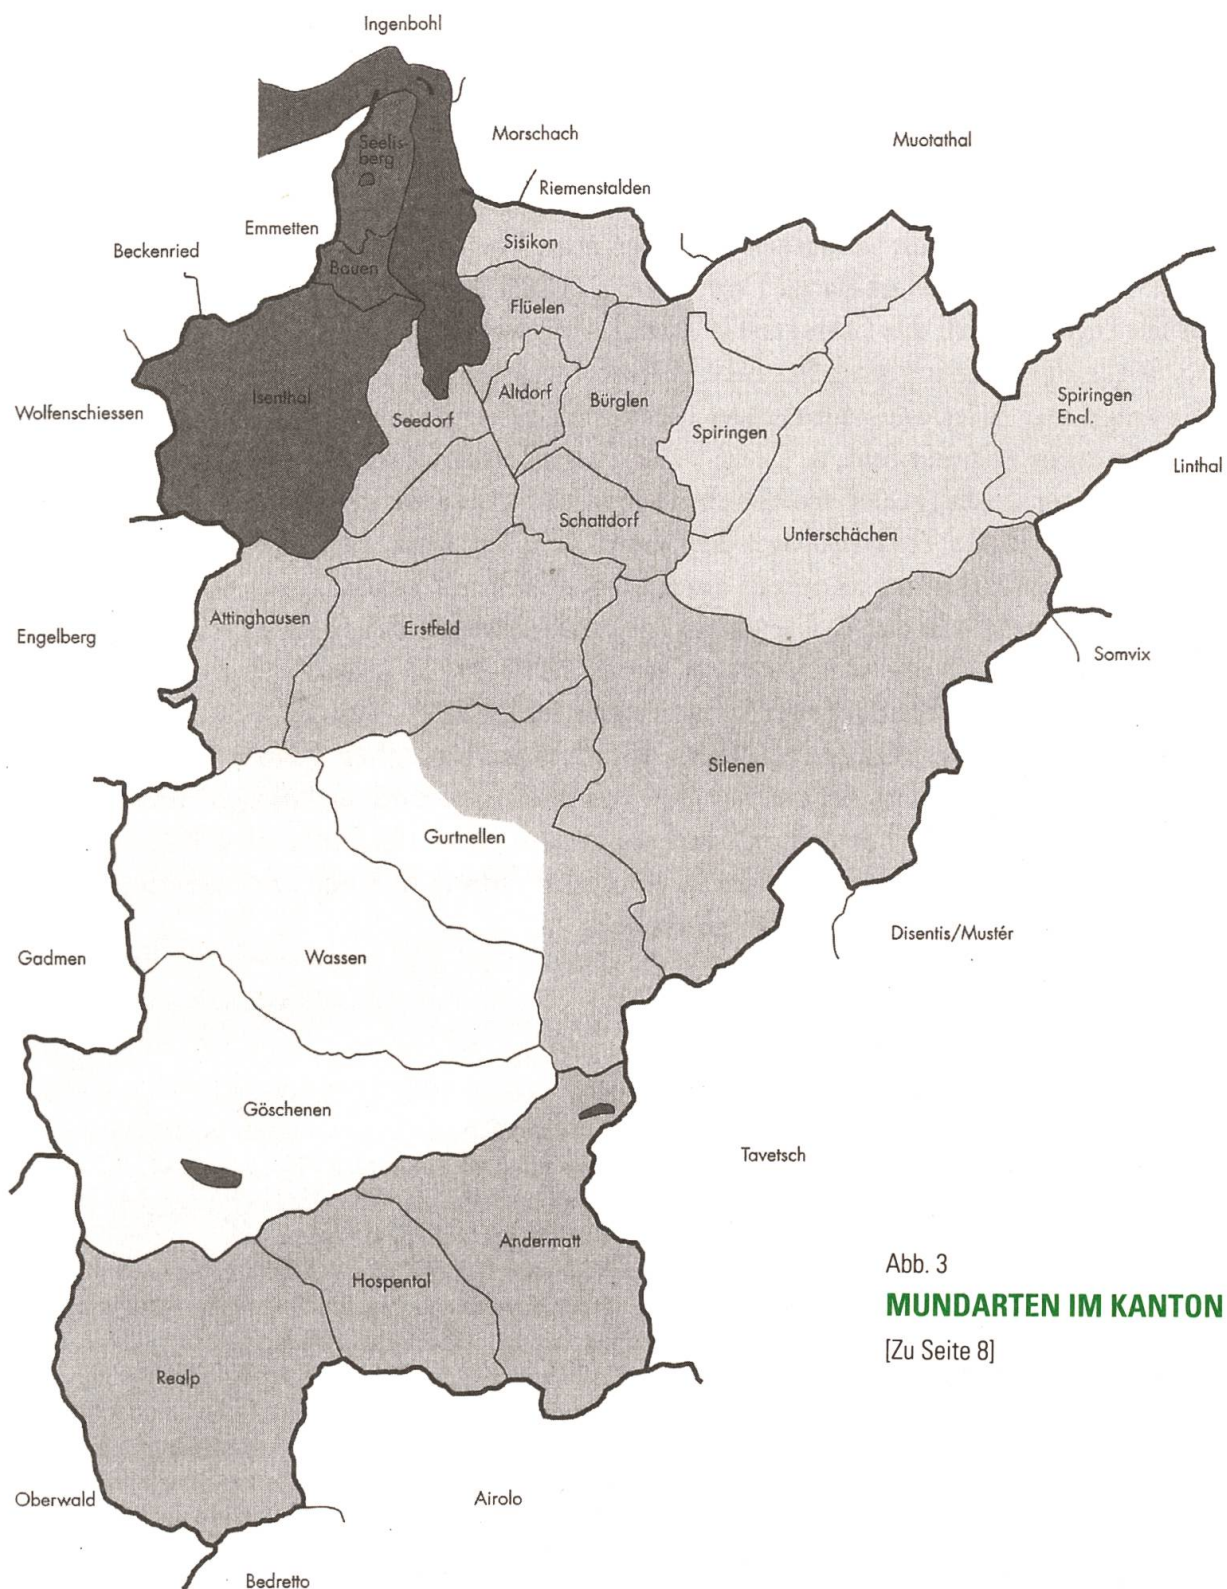 Ingenbohl
Morschach
Muotathal
Seelis-
berg
Riemenstalden
Emmetten
Sisikon
Beckenried
Bauen
Flüelen
Isenthal
Altdorf
Bürglen
Spiringen
Encl.
Wolfenschiessen
Seedorf
Spiringen
Linthal
Schattdorf
Unterschächen
Attinghausen
Erstfeld
Engelberg
Somvix
Silenen
Gurtnellen
Disentis/Mustér
Gadmen
Wassen
Göschenen
Tavetsch
Andermatt
Hospental
Abb. 3
MUNDARTEN IM KANTON
[Zu Seite 8]
Realp
Oberwald
Airolo
Bedretto